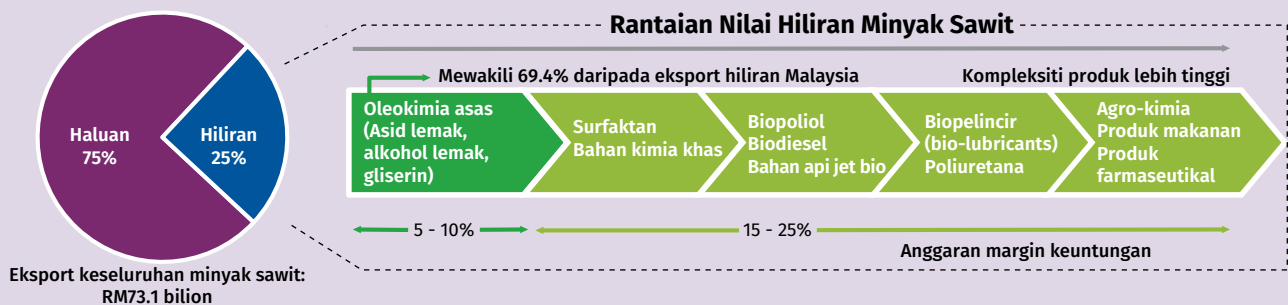 Rantaian Nilai Hiliran Minyak Sawit
Mewakili 69.4% daripada eksport hiliran Malaysia
Kompleksiti produk lebih tinggi
Haluan
75%
Hiliran
25%
Oleokimia asas
(Asid lemak,
alkohol lemak,
gliserin)
Surfaktan
Bahan kimia khas
Biopoliol
Biodiesel
Bahan api jet bio
Biopelincir
(bio-lubricants)
Poliuretana
Agro-kimia
Produk makanan
Produk
farmaseutikal
5 - 10%
15 - 25%
Anggaran margin keuntungan
Eksport keseluruhan minyak sawit:
RM73.1 bilion